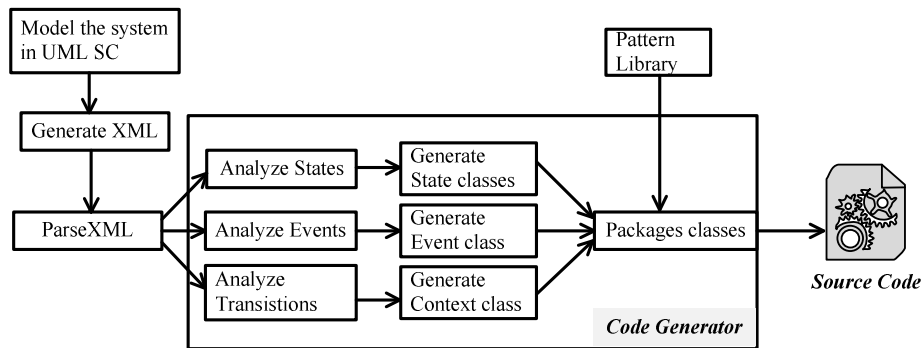 Model the system
in UML SC
Pattern
Library
Generate XML
Analyze States
Generate
State classes
ParseXML
Analyze Events
Generate
Event class
Packages classes
Analyze
Transistions
Generate
Context class
Source Code
Code Generator